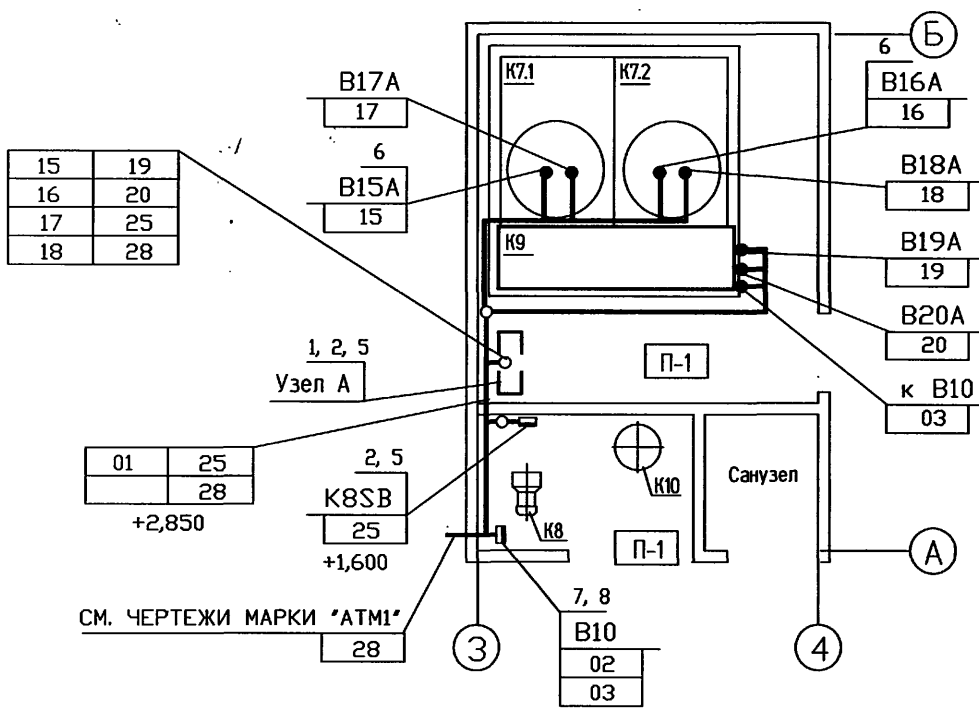 Б
6
К7.1 К7.2
В17А
17
В16А
16
15 19
16 20
17 25
18 28
6
В15А
15
В18А
18
К9
В19А
19
В20А
20
1, 2, 5
Узел А
П-1
к В10
03
01 25
28
+2,850
2, 5
К8SВ
25
+1,600
К10
Санузел
К8
П-1
А
СМ. ЧЕРТЕЖИ МАРКИ "АТМ1"
28
7, 8
В10
02
03
3
4